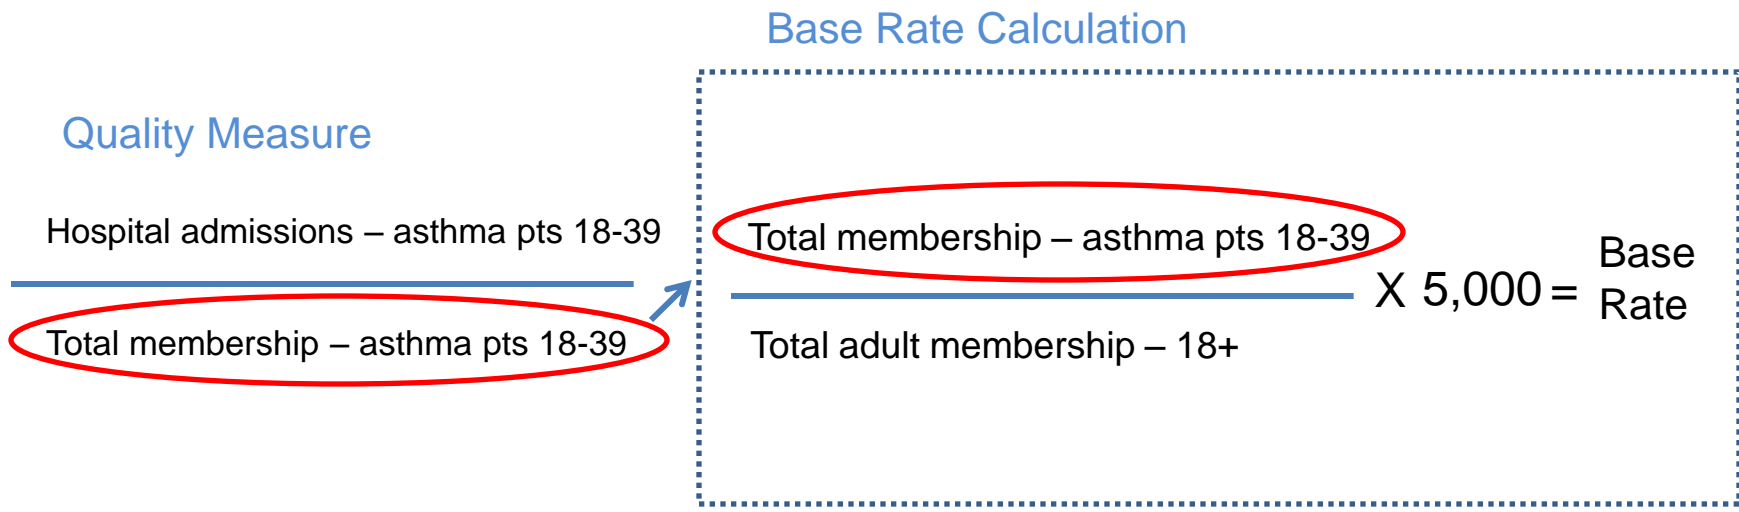 Base Rate Calculation
Quality Measure
Hospital admissions – asthma pts 18-39
Total membership – asthma pts 18-39
Total membership – asthma pts 18-39
Total adult membership – 18+
X 5,000 =
Base
Rate